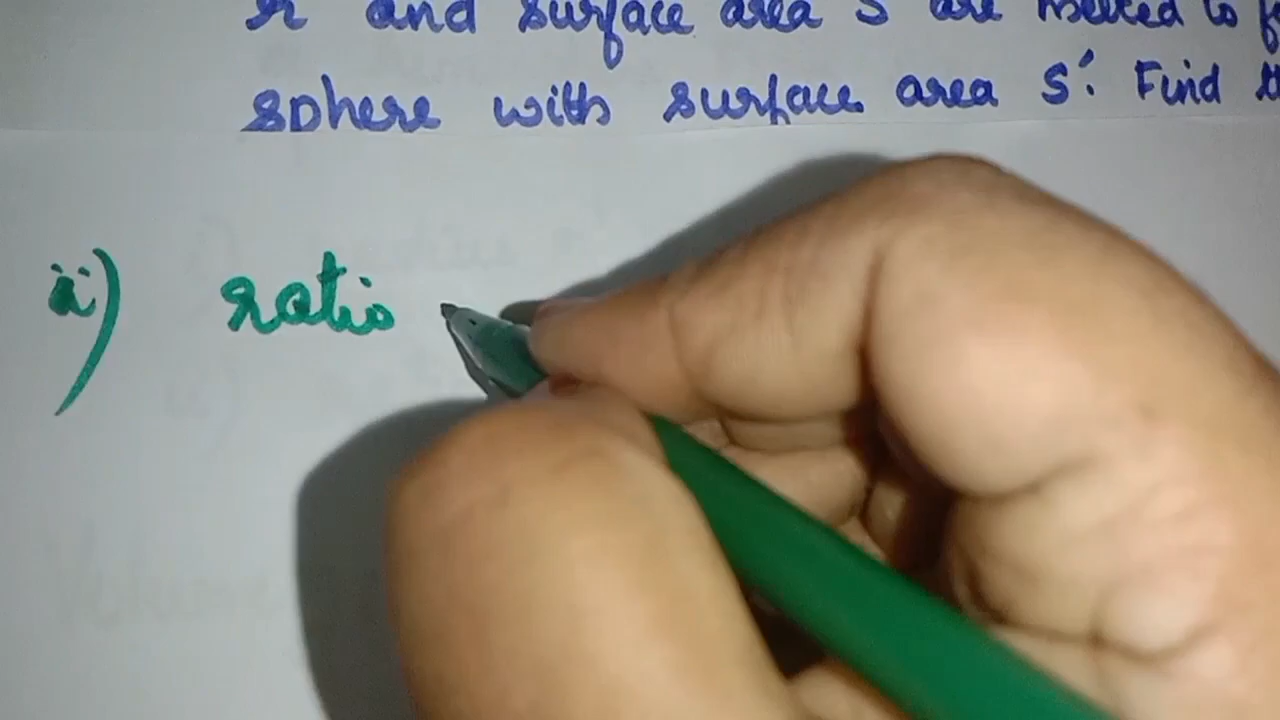 r and surface area S are melted to
sphere with surface area S'. Find
ii) ratio